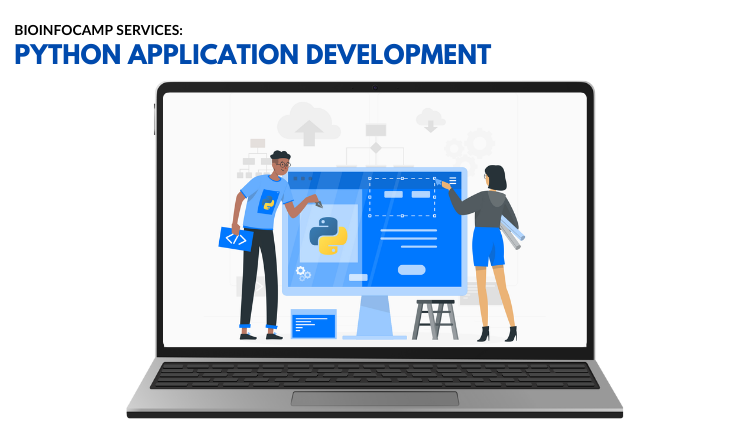 BIOINFOCAMP SERVICES:
PYTHON APPLICATION DEVELOPMENT
</>